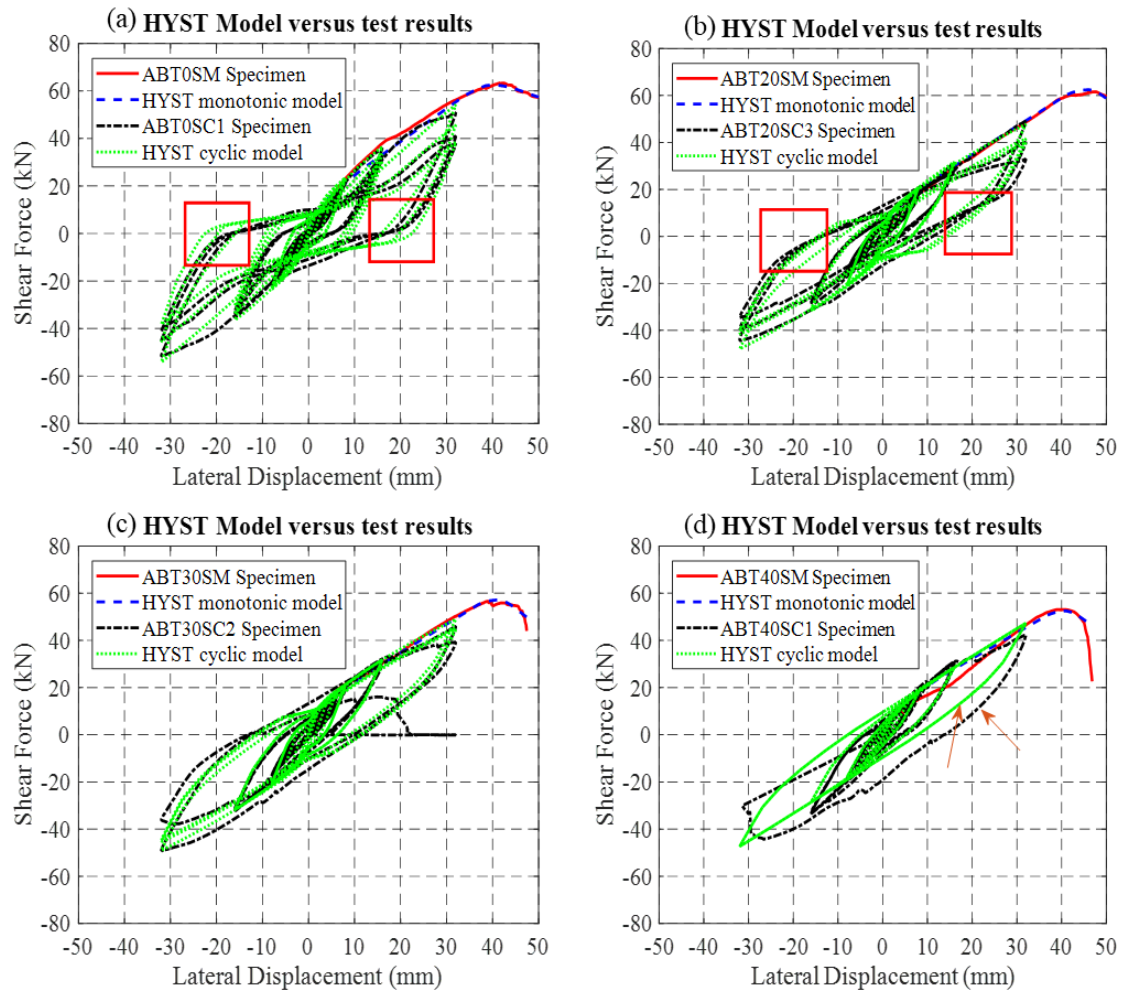 (a) HYST Model versus test results
80
60
40
20
0
-20
-40
-60
-80
Shear Force (kN)
ABT0SM Specimen
HYST monotonic model
ABT0SC1 Specimen
HYST cyclic model
-50 -40 -30 -20 -10 0 10 20 30 40 50
Lateral Displacement (mm)
(b) HYST Model versus test results
80
60
40
20
0
-20
-40
-60
-80
Shear Force (kN)
ABT20SM Specimen
HYST monotonic model
ABT20SC3 Specimen
HYST cyclic model
-50 -40 -30 -20 -10 0 10 20 30 40 50
Lateral Displacement (mm)
(c) HYST Model versus test results
80
60
40
20
0
-20
-40
-60
-80
Shear Force (kN)
ABT30SM Specimen
HYST monotonic model
ABT30SC2 Specimen
HYST cyclic model
-50 -40 -30 -20 -10 0 10 20 30 40 50
Lateral Displacement (mm)
(d) HYST Model versus test results
80
60
40
20
0
-20
-40
-60
-80
Shear Force (kN)
ABT40SM Specimen
HYST monotonic model
ABT40SC1 Specimen
HYST cyclic model
-50 -40 -30 -20 -10 0 10 20 30 40 50
Lateral Displacement (mm)